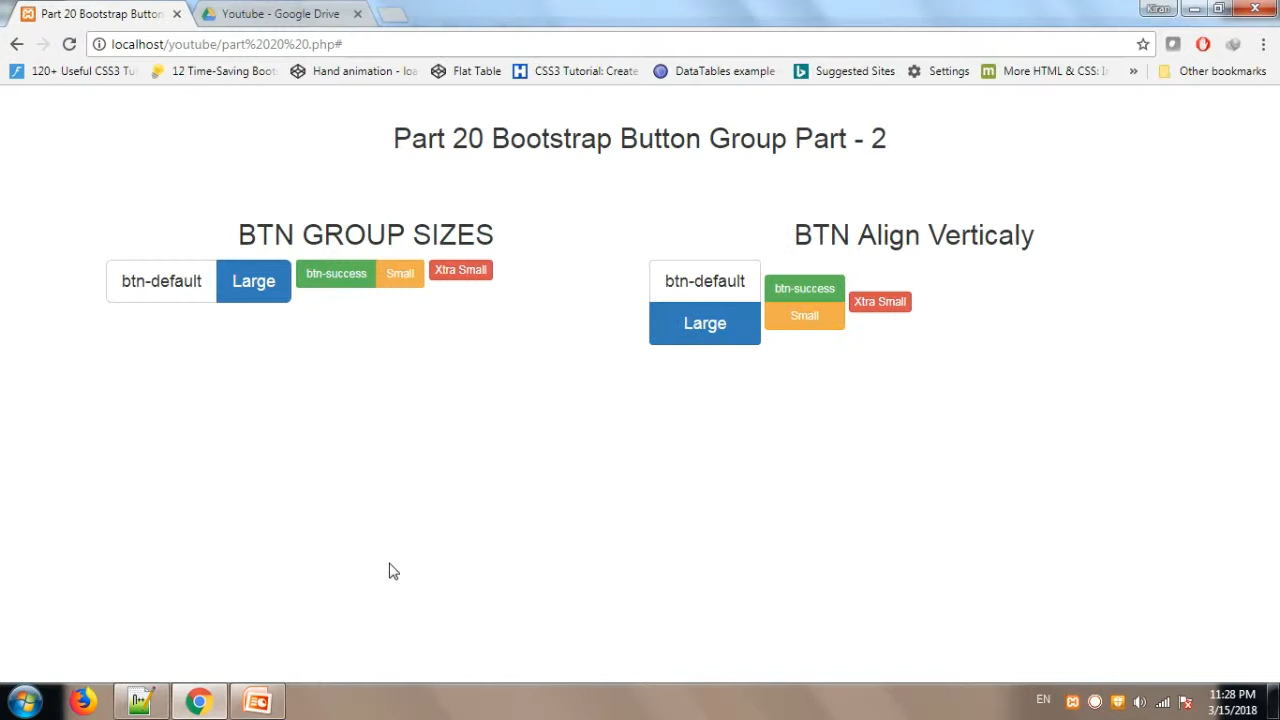 Part 20 Bootstrap Button
Youtube - Google Drive
Kiran
localhost/youtube/part%2020%20.php#
120+ Useful CSS3 Tu
12 Time-Saving Boot
Hand animation - loa
Flat Table
CSS3 Tutorial: Create
DataTables example
Suggested Sites
Settings
More HTML & CSS: I
»
Other bookmarks
Part 20 Bootstrap Button Group Part - 2
BTN GROUP SIZES
BTN Align Verticaly
btn-default
Large
btn-success
Small
Xtra Small
btn-default
Large
btn-success
Small
Xtra Small
EN
11:28 PM
3/15/2018